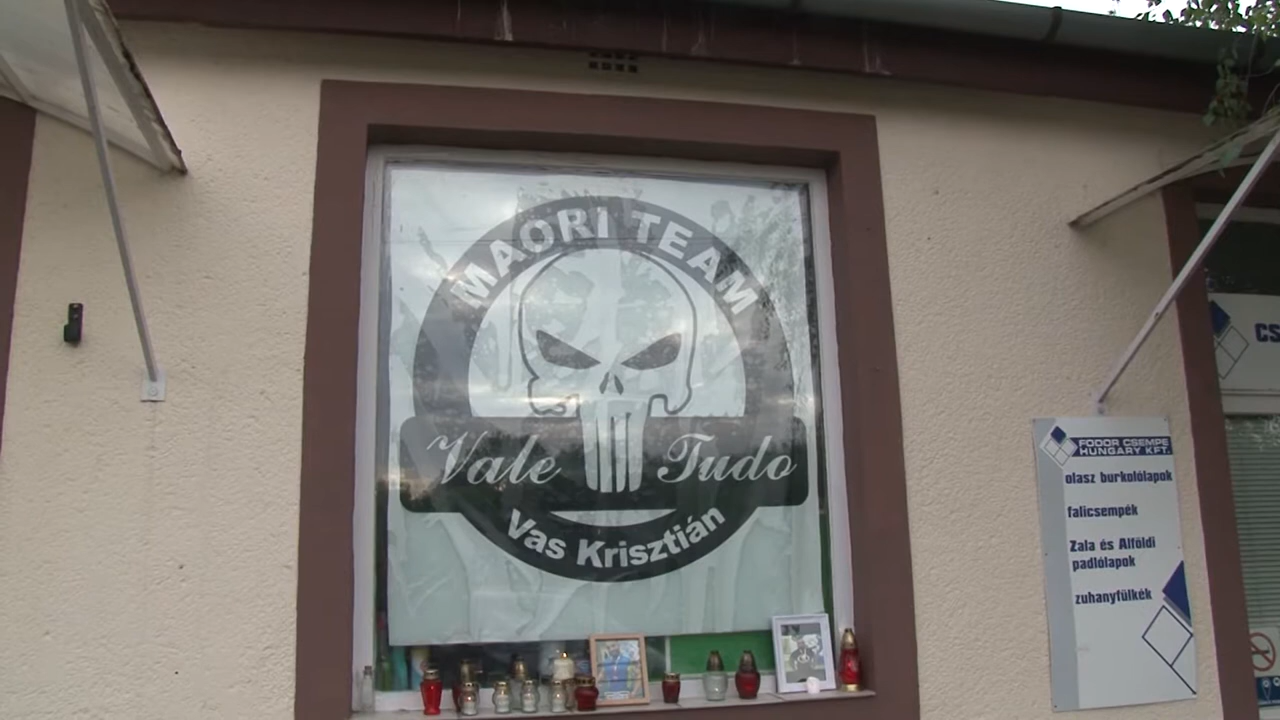 MAORI TEAM
Vale Tudo
Vas Krisztián
FODOR CSEMPE
HUNGARY KFT.
olasz burkolólapok
falicsempék
Zala és Alföldi
padlólapok
zuhanyfülkék
CS